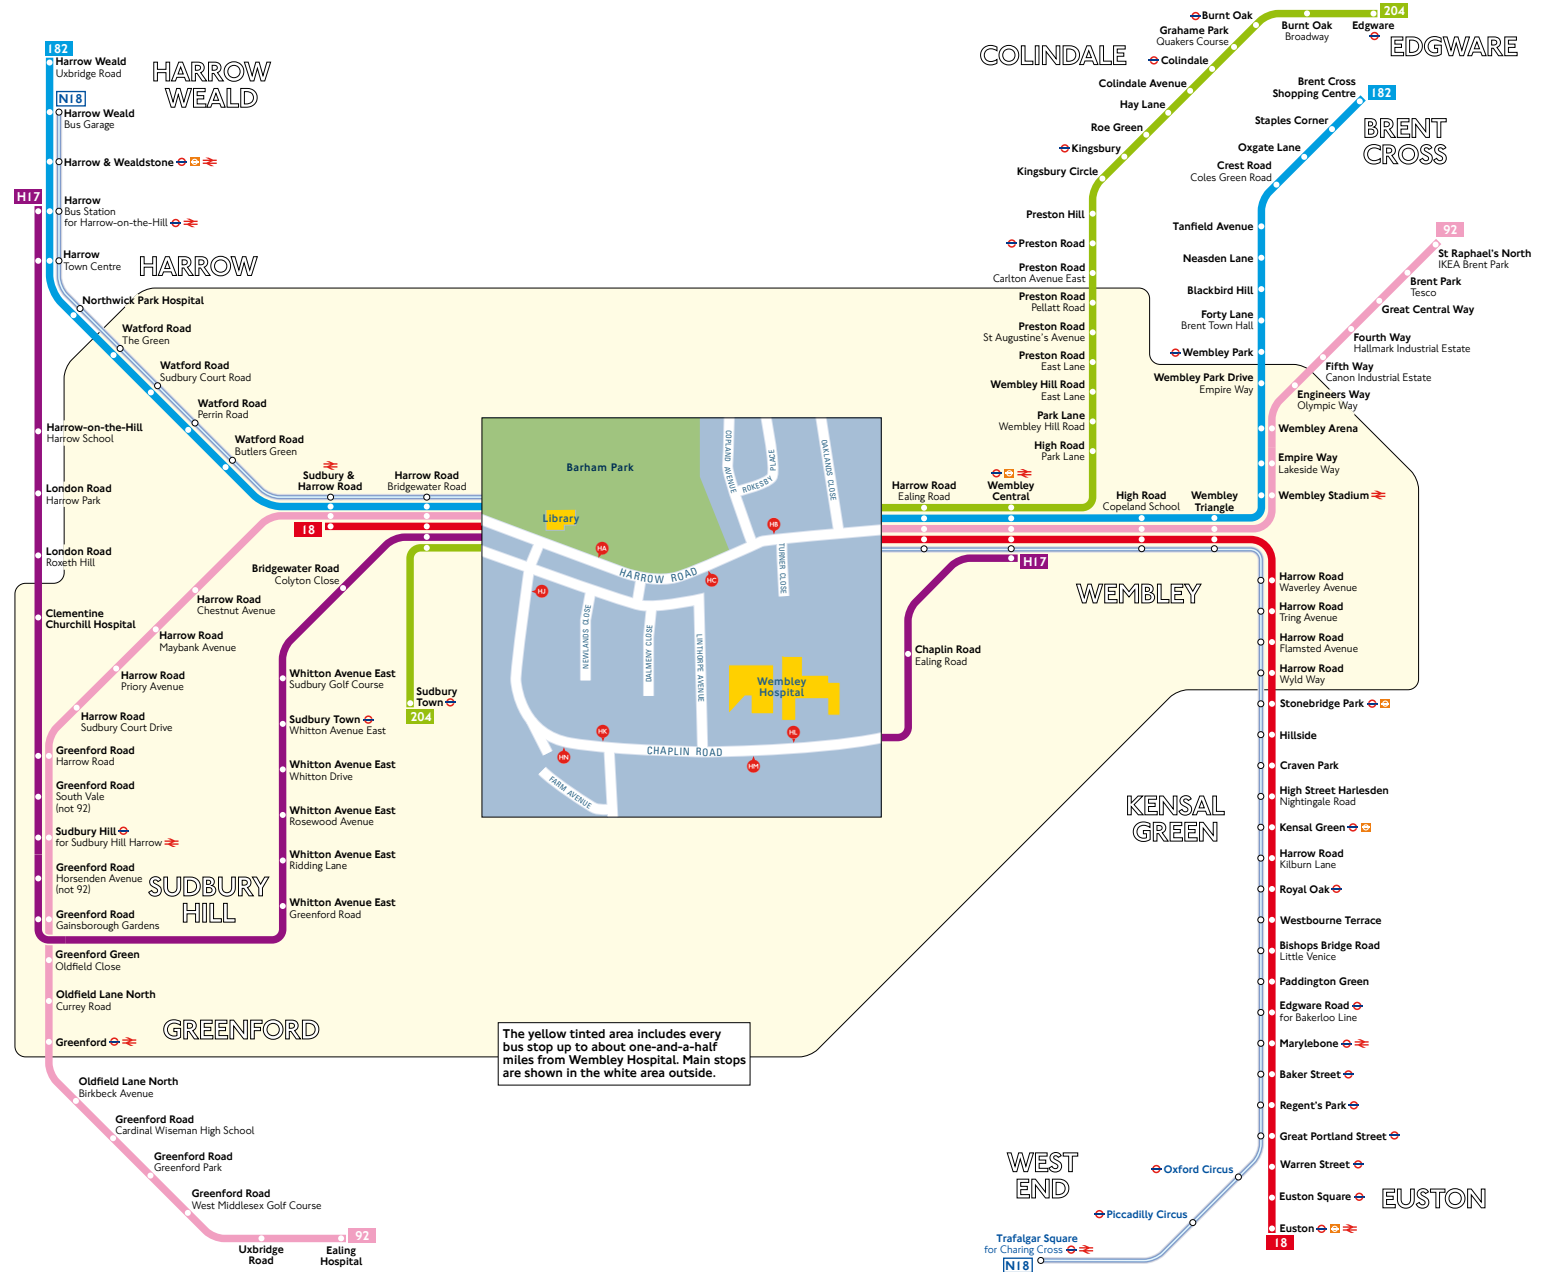 182
Harrow Weald
Uxbridge Road
HARROW
WEALD
N18
Harrow Weald
Bus Garage
Harrow & Wealdstone
H17
Harrow
Bus Station
for Harrow-on-the-Hill
Harrow
Town Centre
HARROW
Northwick Park Hospital
Watford Road
The Green
Watford Road
Sudbury Court Road
Watford Road
Perrin Road
Watford Road
Butlers Green
Harrow-on-the-Hill
Harrow School
London Road
Harrow Park
London Road
Roxeth Hill
Clementine
Churchill Hospital
Sudbury &
Harrow Road
Harrow Road
Bridgewater Road
18
Bridgewater Road
Colyton Close
Harrow Road
Chestnut Avenue
Harrow Road
Maybank Avenue
Harrow Road
Priory Avenue
Harrow Road
Sudbury Court Drive
Greenford Road
Harrow Road
Greenford Road
South Vale
(not 92)
Sudbury Hill
for Sudbury Hill Harrow
Greenford Road
Horsenden Avenue
(not 92)
SUDBURY
HILL
Greenford Road
Gainsborough Gardens
Greenford Green
Oldfield Close
Oldfield Lane North
Currey Road
Greenford
GREENFORD
Oldfield Lane North
Birkbeck Avenue
Greenford Road
Cardinal Wiseman High School
Greenford Road
Greenford Park
Greenford Road
West Middlesex Golf Course
92
Uxbridge
Road
Ealing
Hospital
Whitton Avenue East
Sudbury Golf Course
Sudbury Town
Whitton Avenue East
Whitton Avenue East
Whitton Drive
Whitton Avenue East
Rosewood Avenue
Whitton Avenue East
Ridding Lane
Whitton Avenue East
Greenford Road
Sudbury
Town
204
Barham Park
Library
COPLAND AVENUE
ROKESBY PLACE
OAKLANDS CLOSE
HA
HB
HC
HARROW ROAD
TURNER CLOSE
HJ
NEWLANDS CLOSE
DALMENY CLOSE
LINTHORPE AVENUE
Wembley
Hospital
HK
HL
HN
HM
CHAPLIN ROAD
FARM AVENUE
The yellow tinted area includes every
bus stop up to about one-and-a-half
miles from Wembley Hospital. Main stops
are shown in the white area outside.
204
Burnt Oak
Burnt Oak
Broadway
Edgware
EDGWARE
Grahame Park
Quakers Course
COLINDALE
Colindale
Colindale Avenue
Hay Lane
Roe Green
Kingsbury
Kingsbury Circle
Preston Hill
Preston Road
Preston Road
Carlton Avenue East
Preston Road
Pellatt Road
Preston Road
St Augustine's Avenue
Preston Road
East Lane
Wembley Hill Road
East Lane
Park Lane
Wembley Hill Road
High Road
Park Lane
Brent Cross
Shopping Centre
182
Staples Corner
BRENT
CROSS
Oxgate Lane
Crest Road
Coles Green Road
Tanfield Avenue
Neasden Lane
Blackbird Hill
Forty Lane
Brent Town Hall
Wembley Park
Wembley Park Drive
Empire Way
92
St Raphael's North
IKEA Brent Park
Brent Park
Tesco
Great Central Way
Fourth Way
Hallmark Industrial Estate
Fifth Way
Canon Industrial Estate
Engineers Way
Olympic Way
Wembley Arena
Empire Way
Lakeside Way
Wembley Stadium
Harrow Road
Ealing Road
Wembley
Central
High Road
Copeland School
Wembley
Triangle
H17
WEMBLEY
Chaplin Road
Ealing Road
Harrow Road
Waverley Avenue
Harrow Road
Tring Avenue
Harrow Road
Flamsted Avenue
Harrow Road
Wyld Way
Stonebridge Park
Hillside
Craven Park
High Street Harlesden
Nightingale Road
KENSAL
GREEN
Kensal Green
Harrow Road
Kilburn Lane
Royal Oak
Westbourne Terrace
Bishops Bridge Road
Little Venice
Paddington Green
Edgware Road
for Bakerloo Line
Marylebone
Baker Street
Regent's Park
Great Portland Street
Warren Street
Euston Square
EUSTON
Euston
18
WEST
END
Oxford Circus
Piccadilly Circus
Trafalgar Square
for Charing Cross
N18